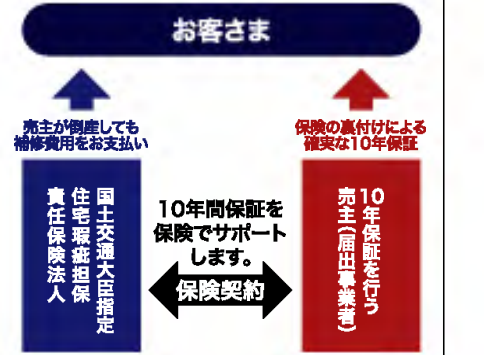 お客さま
売主が倒産しても
補修費用をお支払い
保険の裏付けによる
確実な10年保証
国土交通大臣指定
住宅瑕疵担保
責任保険法人
10年間保証を
保険でサポート
します。
保険契約
10年保証を行う
売主(届出事業者)